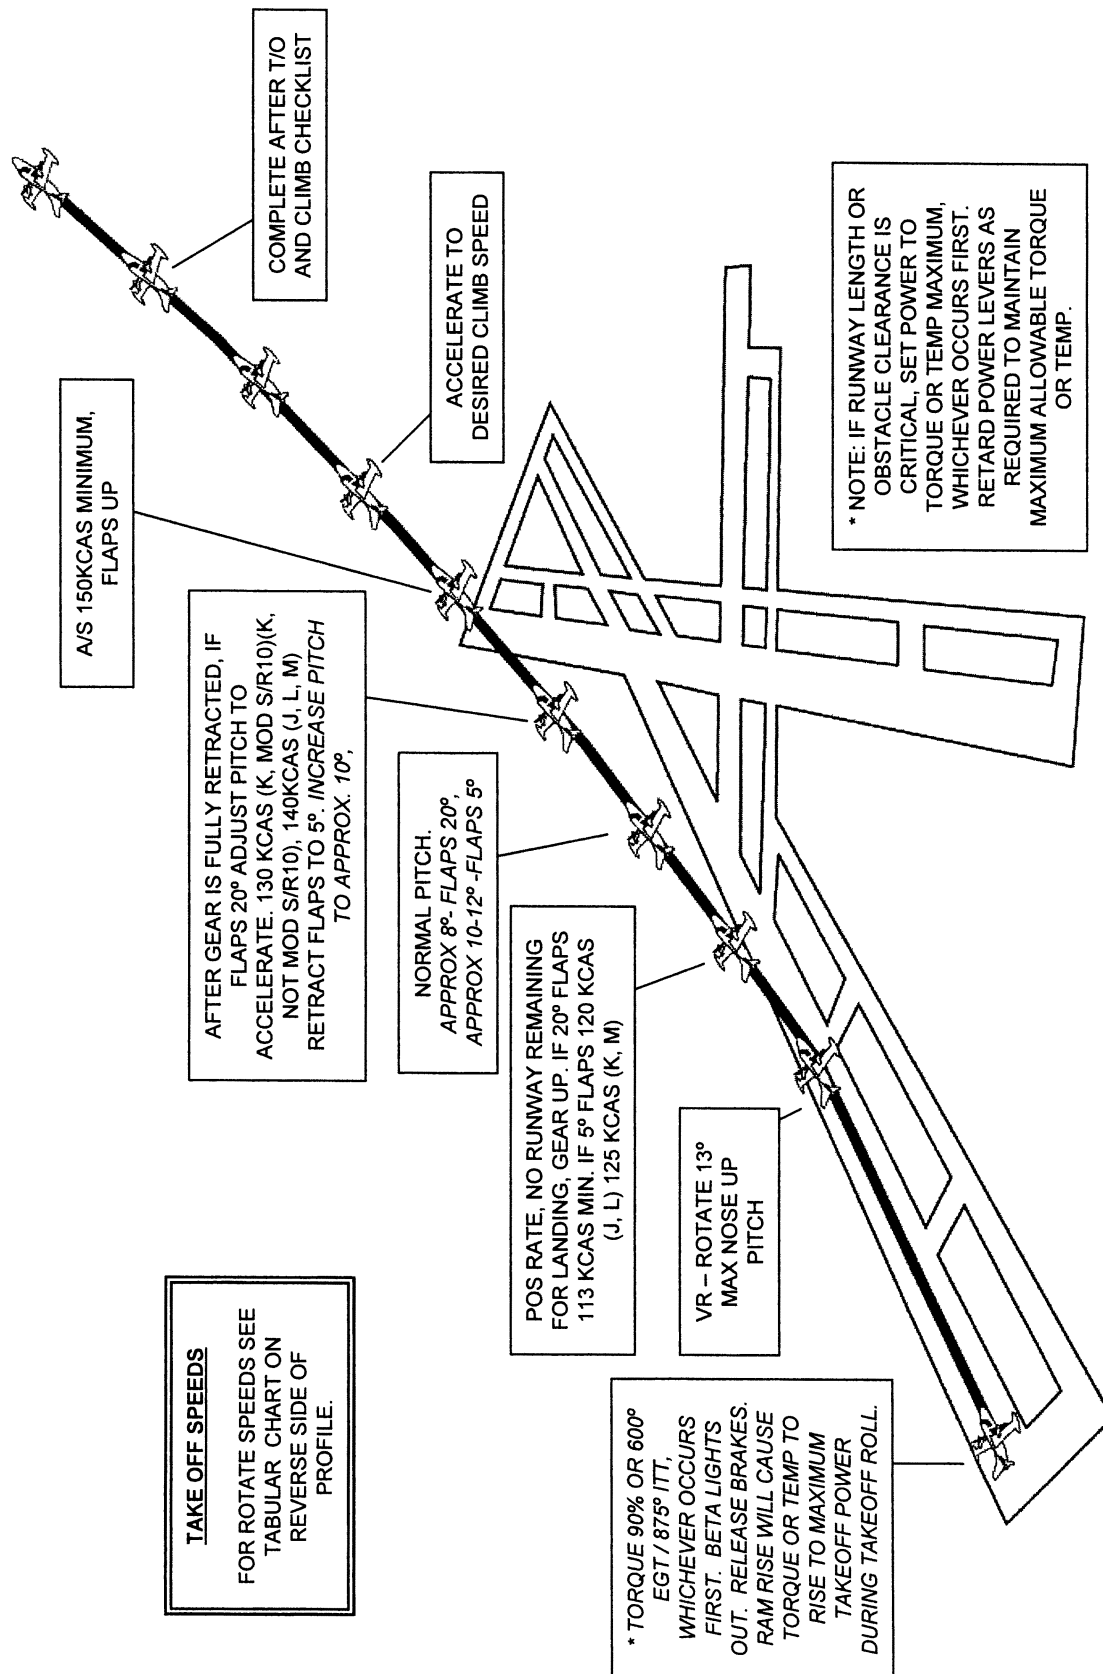 TAKE OFF SPEEDS
FOR ROTATE SPEEDS SEE
TABULAR CHART ON
REVERSE SIDE OF
PROFILE.
* TORQUE 90% OR 600º
EGT / 875º ITT,
WHICHEVER OCCURS
FIRST. BETA LIGHTS
OUT. RELEASE BRAKES.
RAM RISE WILL CAUSE
TORQUE OR TEMP TO
RISE TO MAXIMUM
TAKEOFF POWER
DURING TAKEOFF ROLL.
VR – ROTATE 13º
MAX NOSE UP
PITCH
POS RATE, NO RUNWAY REMAINING
FOR LANDING, GEAR UP. IF 20º FLAPS
113 KCAS MIN. IF 5º FLAPS 120 KCAS
(J, L) 125 KCAS (K, M)
NORMAL PITCH.
APPROX 8º- FLAPS 20º,
APPROX 10-12º -FLAPS 5º
AFTER GEAR IS FULLY RETRACTED, IF
FLAPS 20º ADJUST PITCH TO
ACCELERATE. 130 KCAS (K, MOD S/R10)(K,
NOT MOD S/R10), 140KCAS (J, L, M)
RETRACT FLAPS TO 5º. INCREASE PITCH
TO APPROX. 10º,
A/S 150KCAS MINIMUM,
FLAPS UP
ACCELERATE TO
DESIRED CLIMB SPEED
COMPLETE AFTER T/O
AND CLIMB CHECKLIST
* NOTE: IF RUNWAY LENGTH OR
OBSTACLE CLEARANCE IS
CRITICAL, SET POWER TO
TORQUE OR TEMP MAXIMUM,
WHICHEVER OCCURS FIRST.
RETARD POWER LEVERS AS
REQUIRED TO MAINTAIN
MAXIMUM ALLOWABLE TORQUE
OR TEMP.